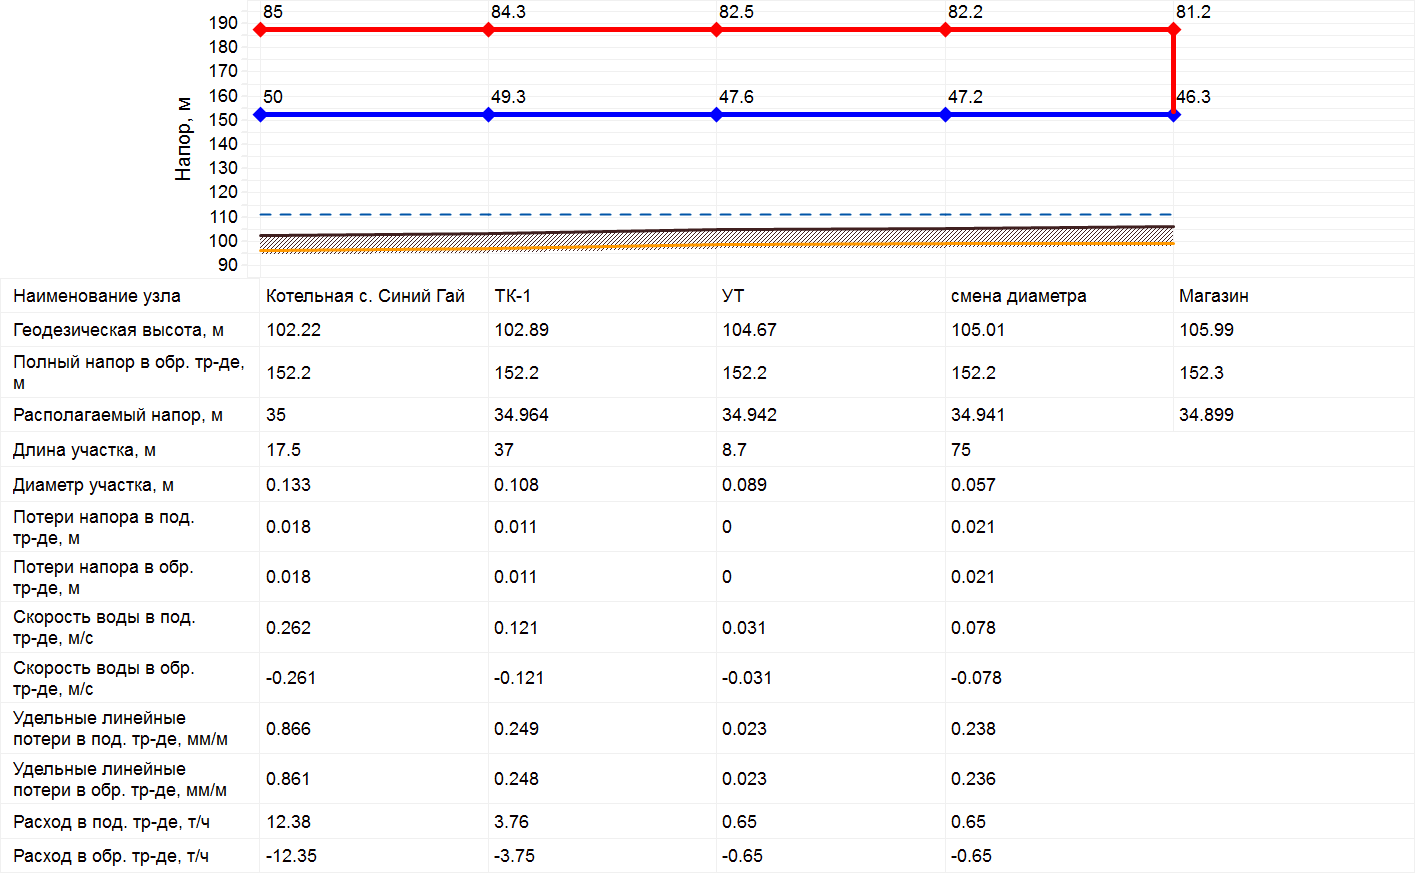 85 84.3 82.5 82.2 81.2
190
180
170
160
50 49.3 47.6 47.2 46.3
150
140
130
120
110
100
90
Напор, м
Наименование узла Котельная с. Синий Гай ТК-1 УТ смена диаметра Магазин
Геодезическая высота, м 102.22 102.89 104.67 105.01 105.99
Полный напор в обр. тр-де,
м 152.2 152.2 152.2 152.2 152.3
Располагаемый напор, м 35 34.964 34.942 34.941 34.899
Длина участка, м 17.5 37 8.7 75
Диаметр участка, м 0.133 0.108 0.089 0.057
Потери напора в под.
тр-де, м 0.018 0.011 0 0.021
Потери напора в обр.
тр-де, м 0.018 0.011 0 0.021
Скорость воды в под.
тр-де, м/с 0.262 0.121 0.031 0.078
Скорость воды в обр.
тр-де, м/с -0.261 -0.121 -0.031 -0.078
Удельные линейные
потери в под. тр-де, мм/м 0.866 0.249 0.023 0.238
Удельные линейные
потери в обр. тр-де, мм/м 0.861 0.248 0.023 0.236
Расход в под. тр-де, т/ч 12.38 3.76 0.65 0.65
Расход в обр. тр-де, т/ч -12.35 -3.75 -0.65 -0.65